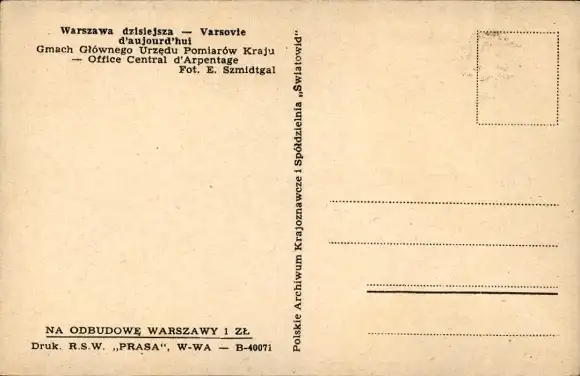 Warszawa dzisiejsza — Varsovie
d'aujourd'hui
Gmach Głównego Urzędu Pomiarów Kraju
— Office Central d'Arpentage
Fot. E. Szmidtgal
Polskie Archiwum Krajoznawcze i Spółdzielnia „Światowid"
NA ODBUDOWĘ WARSZAWY 1 ZŁ
Druk. R.S.W. „PRASA", W-WA — B-40071